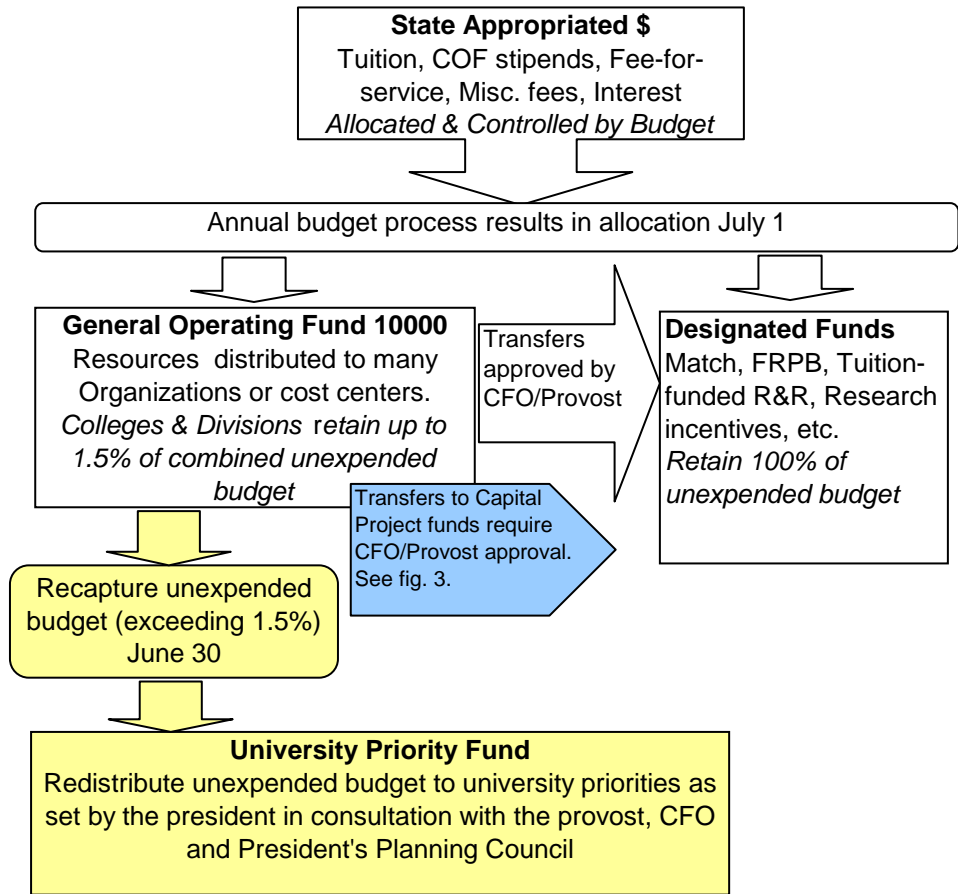 State Appropriated $
Tuition, COF stipends, Fee-for-
service, Misc. fees, Interest
Allocated & Controlled by Budget
Annual budget process results in allocation July 1
General Operating Fund 10000
Resources distributed to many
Organizations or cost centers.
Colleges & Divisions retain up to
1.5% of combined unexpended
budget
Transfers
approved by
CFO/Provost
Designated Funds
Match, FRPB, Tuition-
funded R&R, Research
incentives, etc.
Retain 100% of
unexpended budget
Transfers to Capital
Project funds require
CFO/Provost approval.
See fig. 3.
Recapture unexpended
budget (exceeding 1.5%)
June 30
University Priority Fund
Redistribute unexpended budget to university priorities as
set by the president in consultation with the provost, CFO
and President's Planning Council